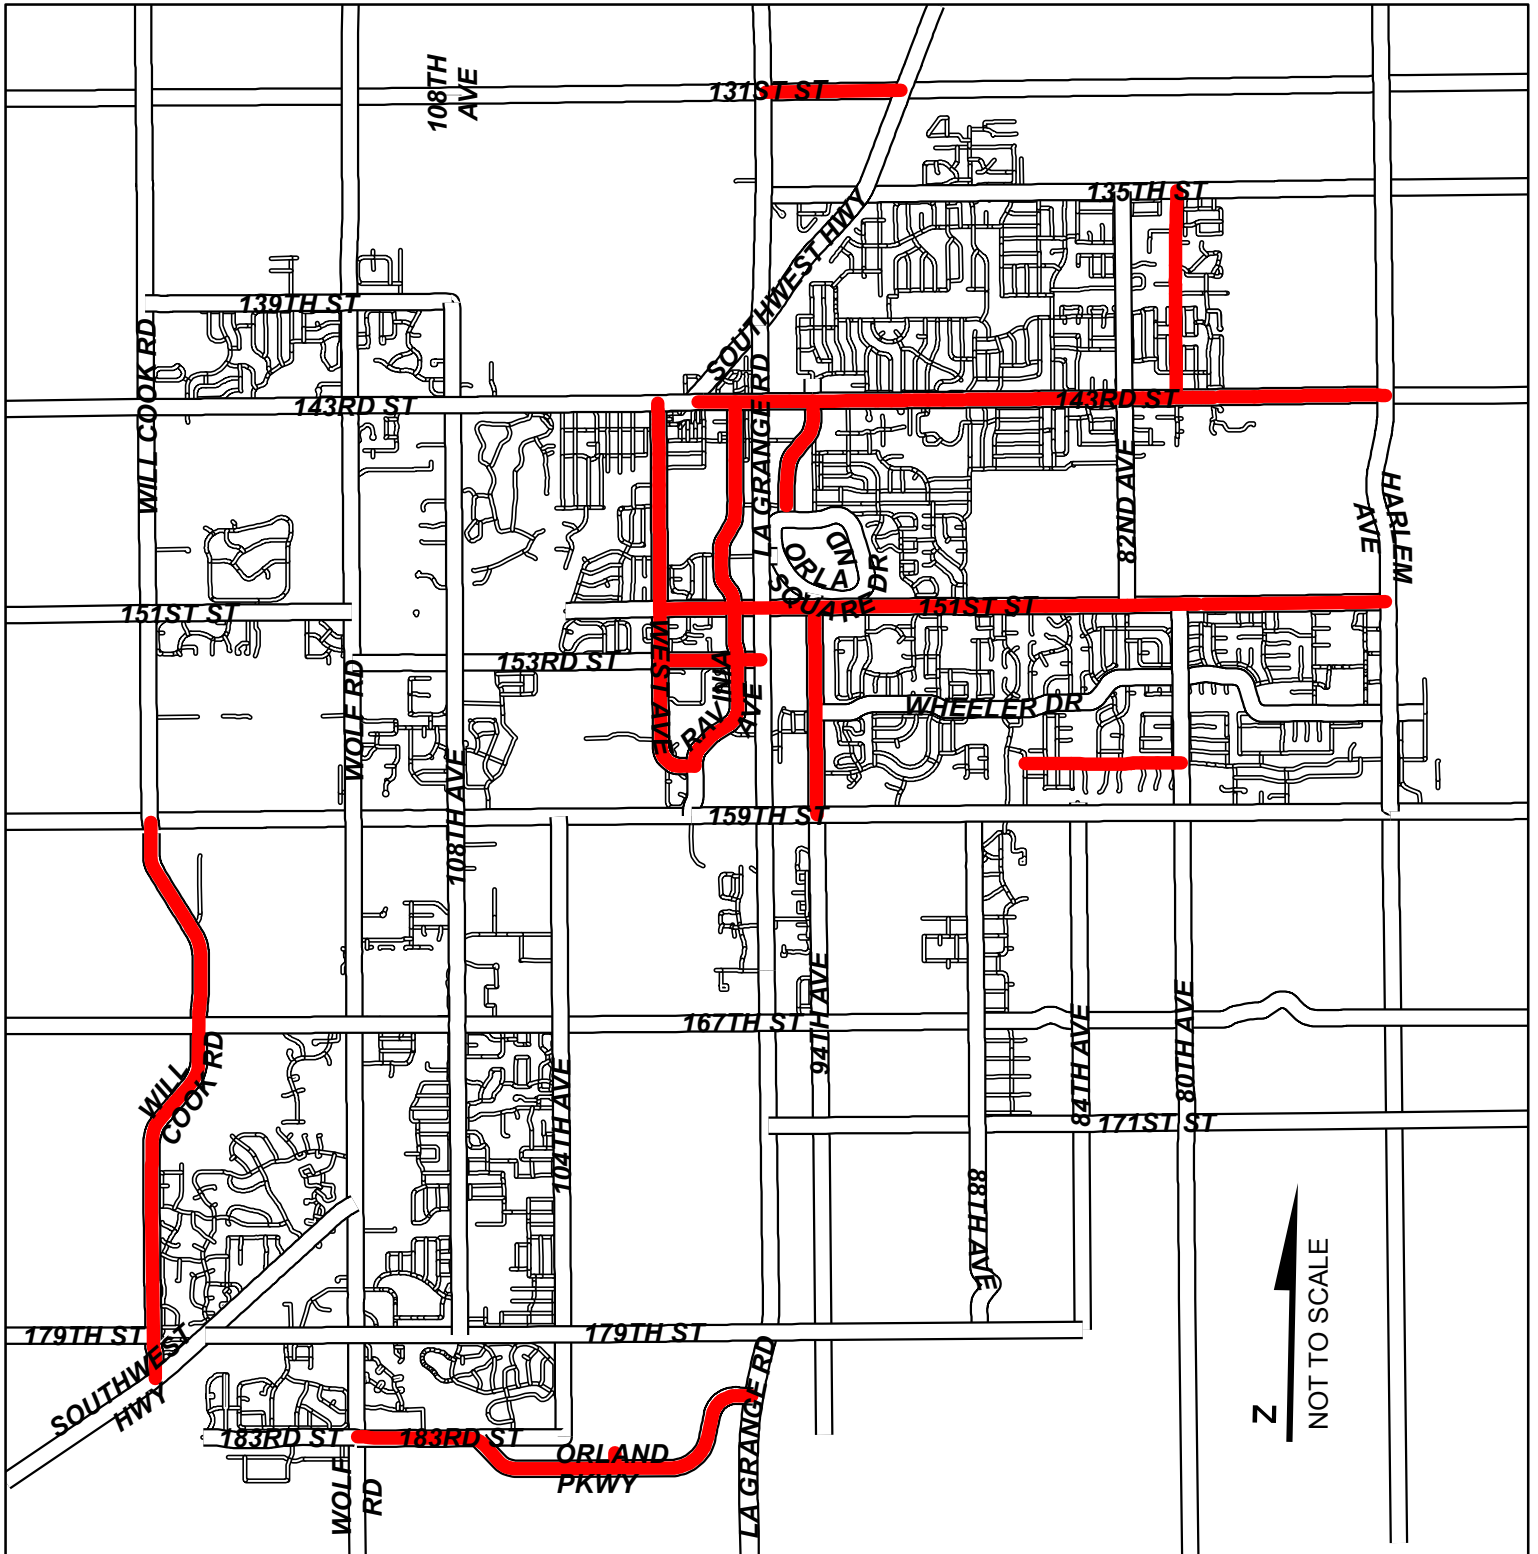 108TH
AVE
131ST ST
135TH ST
SOUTHWEST HWY
139TH ST
WILL COOK RD
143RD ST
143RD ST
LA GRANGE RD
82ND AVE
HARLEM
AVE
ORLAND
SQUARE DR
151ST ST
151ST ST
153RD ST
WEST AVE
RAVINIA
AVE
WOLF RD
WHEELER DR
108TH AVE
159TH ST
94TH AVE
167TH ST
WILL
COOK RD
104TH AVE
84TH AVE
80TH AVE
171ST ST
88TH AVE
179TH ST
179TH ST
SOUTHWEST
HWY
LA GRANGE RD
183RD ST
183RD ST
ORLAND
PKWY
WOLF
RD
Z
NOT TO SCALE